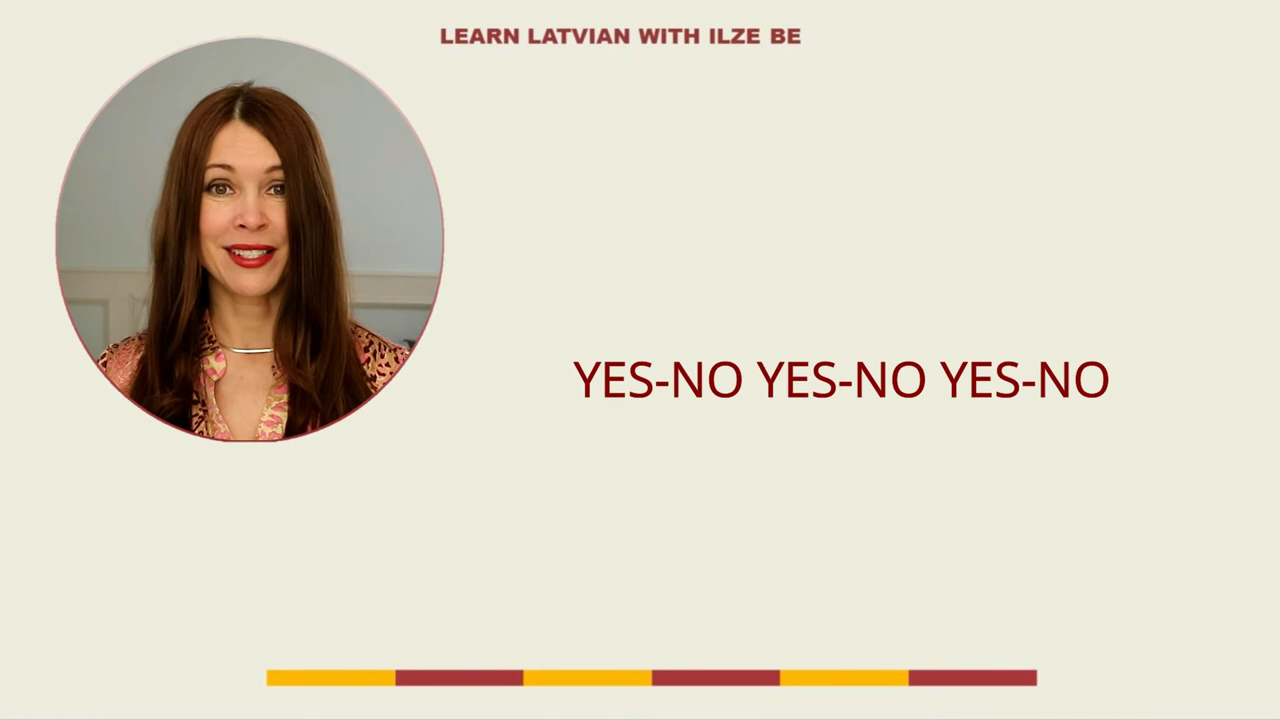 LEARN LATVIAN WITH ILZE BE
YES-NO YES-NO YES-NO